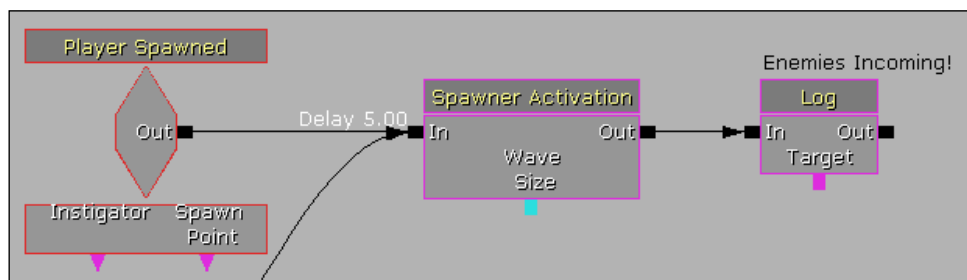 Player Spawned
Out
Instigator Spawn
Point
Delay 5.00
Spawner Activation
In Out
Wave
Size
Enemies Incoming!
Log
In Out
Target